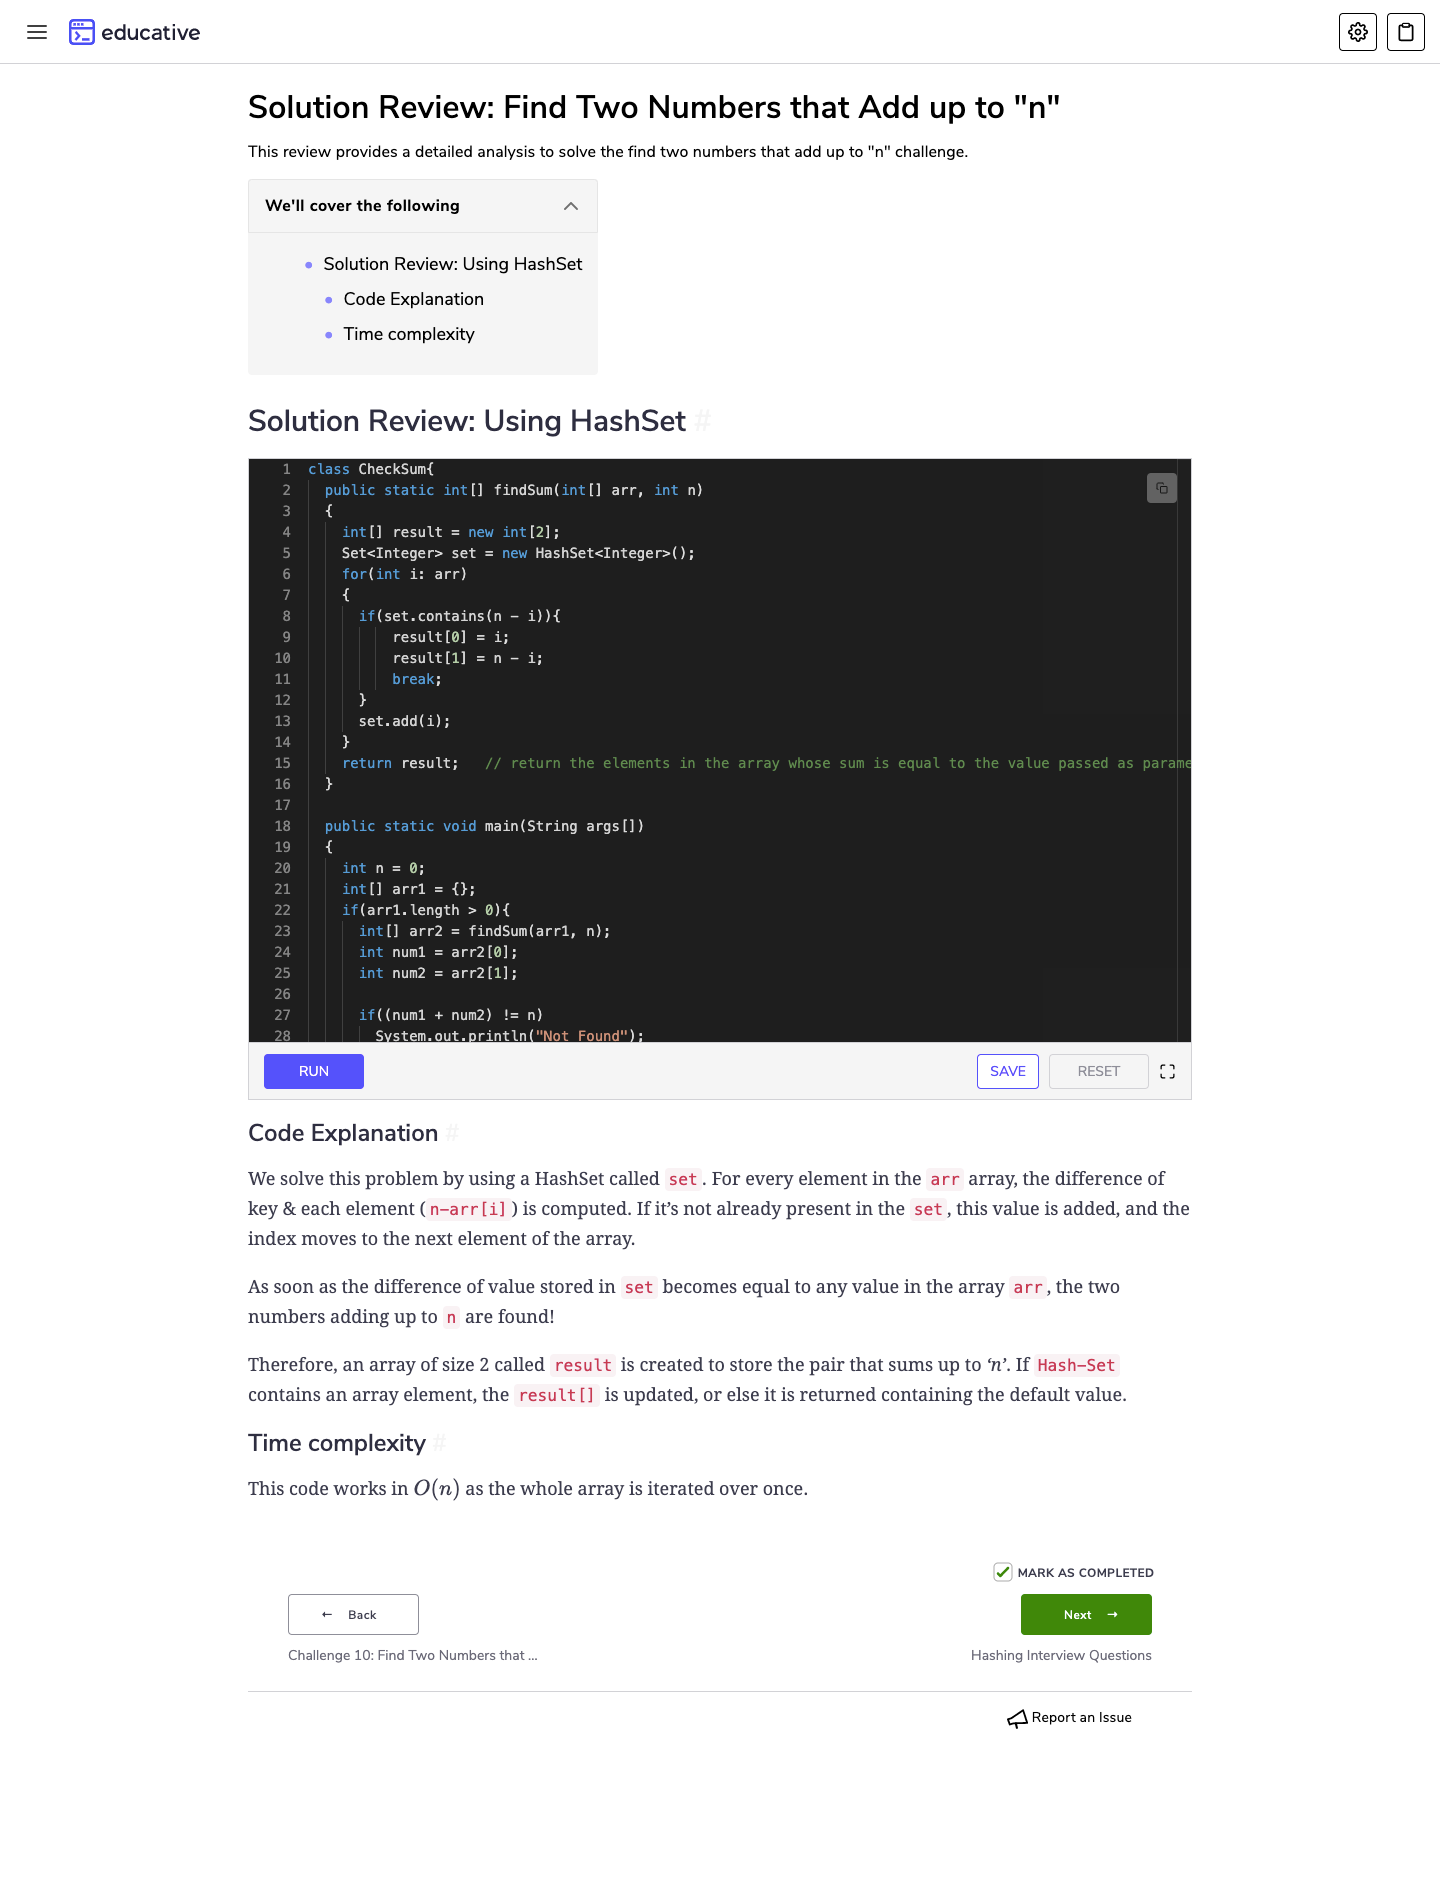 educative
Solution Review: Find Two Numbers that Add up to "n"
This review provides a detailed analysis to solve the find two numbers that add up to "n" challenge.
We'll cover the following
Solution Review: Using HashSet
Code Explanation
Time complexity
Solution Review: Using HashSet #
1 class CheckSum{
2   public static int[] findSum(int[] arr, int n)
3   {
4     int[] result = new int[2];
5     Set<Integer> set = new HashSet<Integer>();
6     for(int i: arr)
7     {
8       if(set.contains(n - i)){
9           result[0] = i;
10           result[1] = n - i;
11           break;
12       }
13       set.add(i);
14     }
15     return result;   // return the elements in the array whose sum is equal to the value passed as parame
16   }
17
18   public static void main(String args[])
19   {
20     int n = 0;
21     int[] arr1 = {};
22     if(arr1.length > 0){
23       int[] arr2 = findSum(arr1, n);
24       int num1 = arr2[0];
25       int num2 = arr2[1];
26
27       if((num1 + num2) != n)
28         System.out.println("Not Found");
RUN
SAVE
RESET
Code Explanation #
We solve this problem by using a HashSet called set. For every element in the arr array, the difference of
key & each element (n-arr[i]) is computed. If it’s not already present in the set, this value is added, and the
index moves to the next element of the array.
As soon as the difference of value stored in set becomes equal to any value in the array arr, the two
numbers adding up to n are found!
Therefore, an array of size 2 called result is created to store the pair that sums up to ‘n’. If Hash-Set
contains an array element, the result[] is updated, or else it is returned containing the default value.
Time complexity #
This code works in O(n) as the whole array is iterated over once.
MARK AS COMPLETED
← Back
Next →
Challenge 10: Find Two Numbers that ...
Hashing Interview Questions
Report an Issue